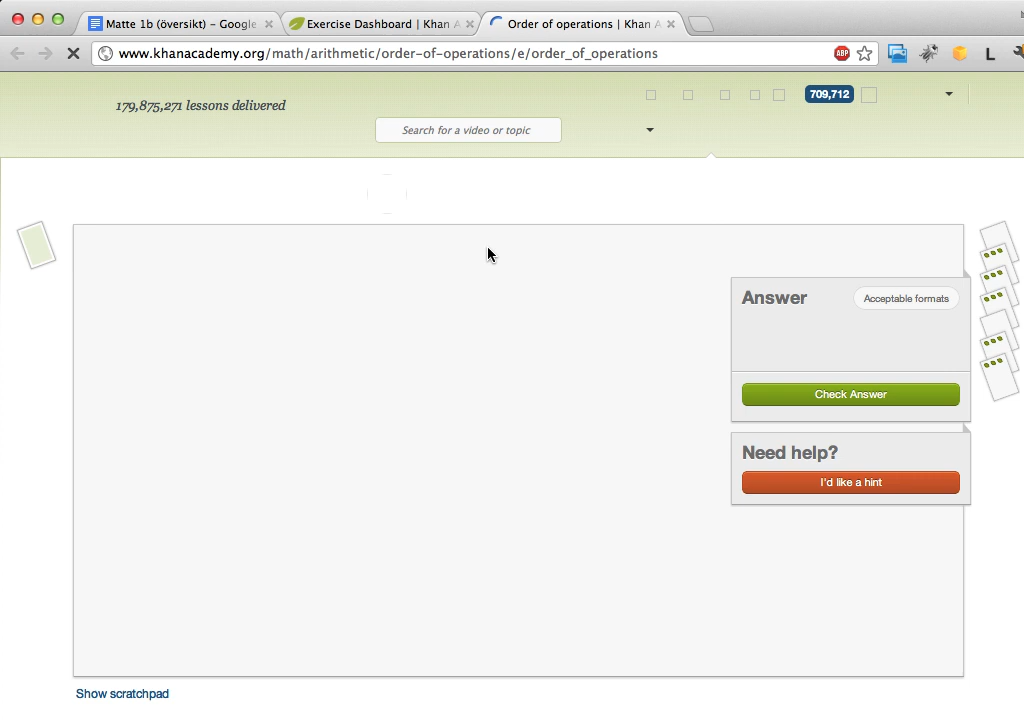 Matte 1b (översikt) – Google
Exercise Dashboard | Khan A
Order of operations | Khan A
www.khanacademy.org/math/arithmetic/order-of-operations/e/order_of_operations
ABP
L
179,875,271 lessons delivered
709,712
Search for a video or topic
Answer
Acceptable formats
Check Answer
Need help?
I'd like a hint
Show scratchpad